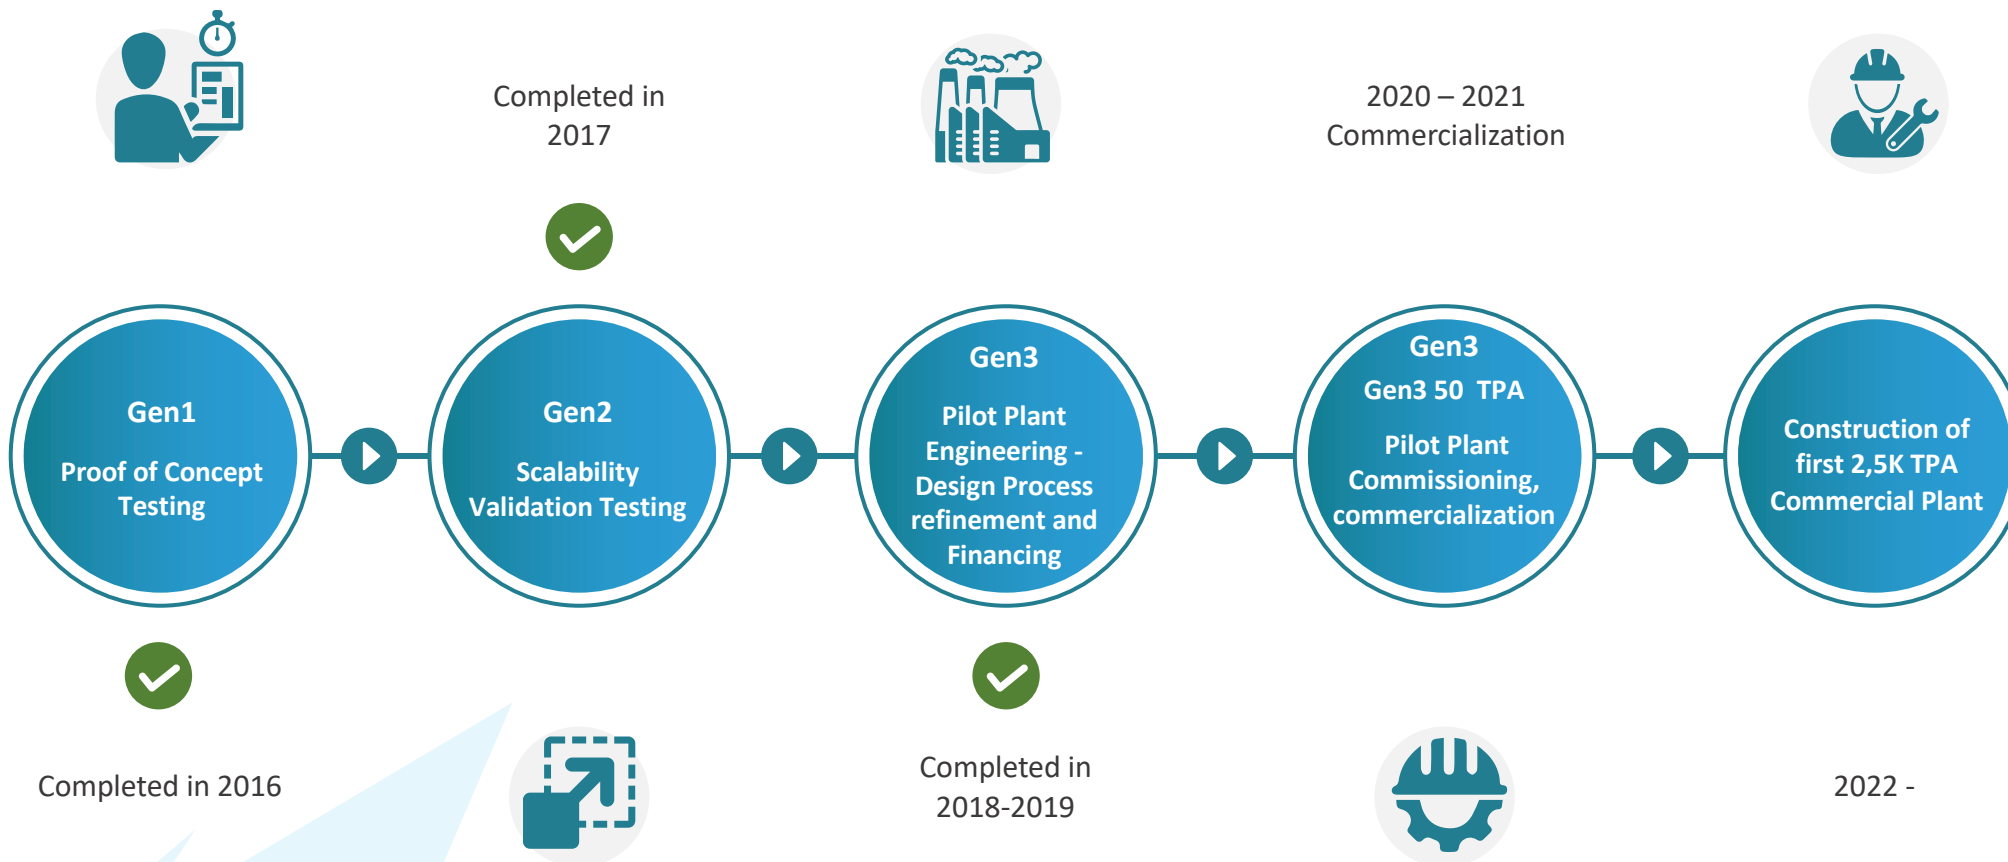 Completed in
2017
2020 – 2021
Commercialization
Gen1
Proof of Concept
Testing
Gen2
Scalability
Validation Testing
Gen3
Pilot Plant
Engineering -
Design Process
refinement and
Financing
Gen3
Gen3 50 TPA
Pilot Plant
Commissioning,
commercialization
Construction of
first 2,5K TPA
Commercial Plant
Completed in 2016
Completed in
2018-2019
2022 -